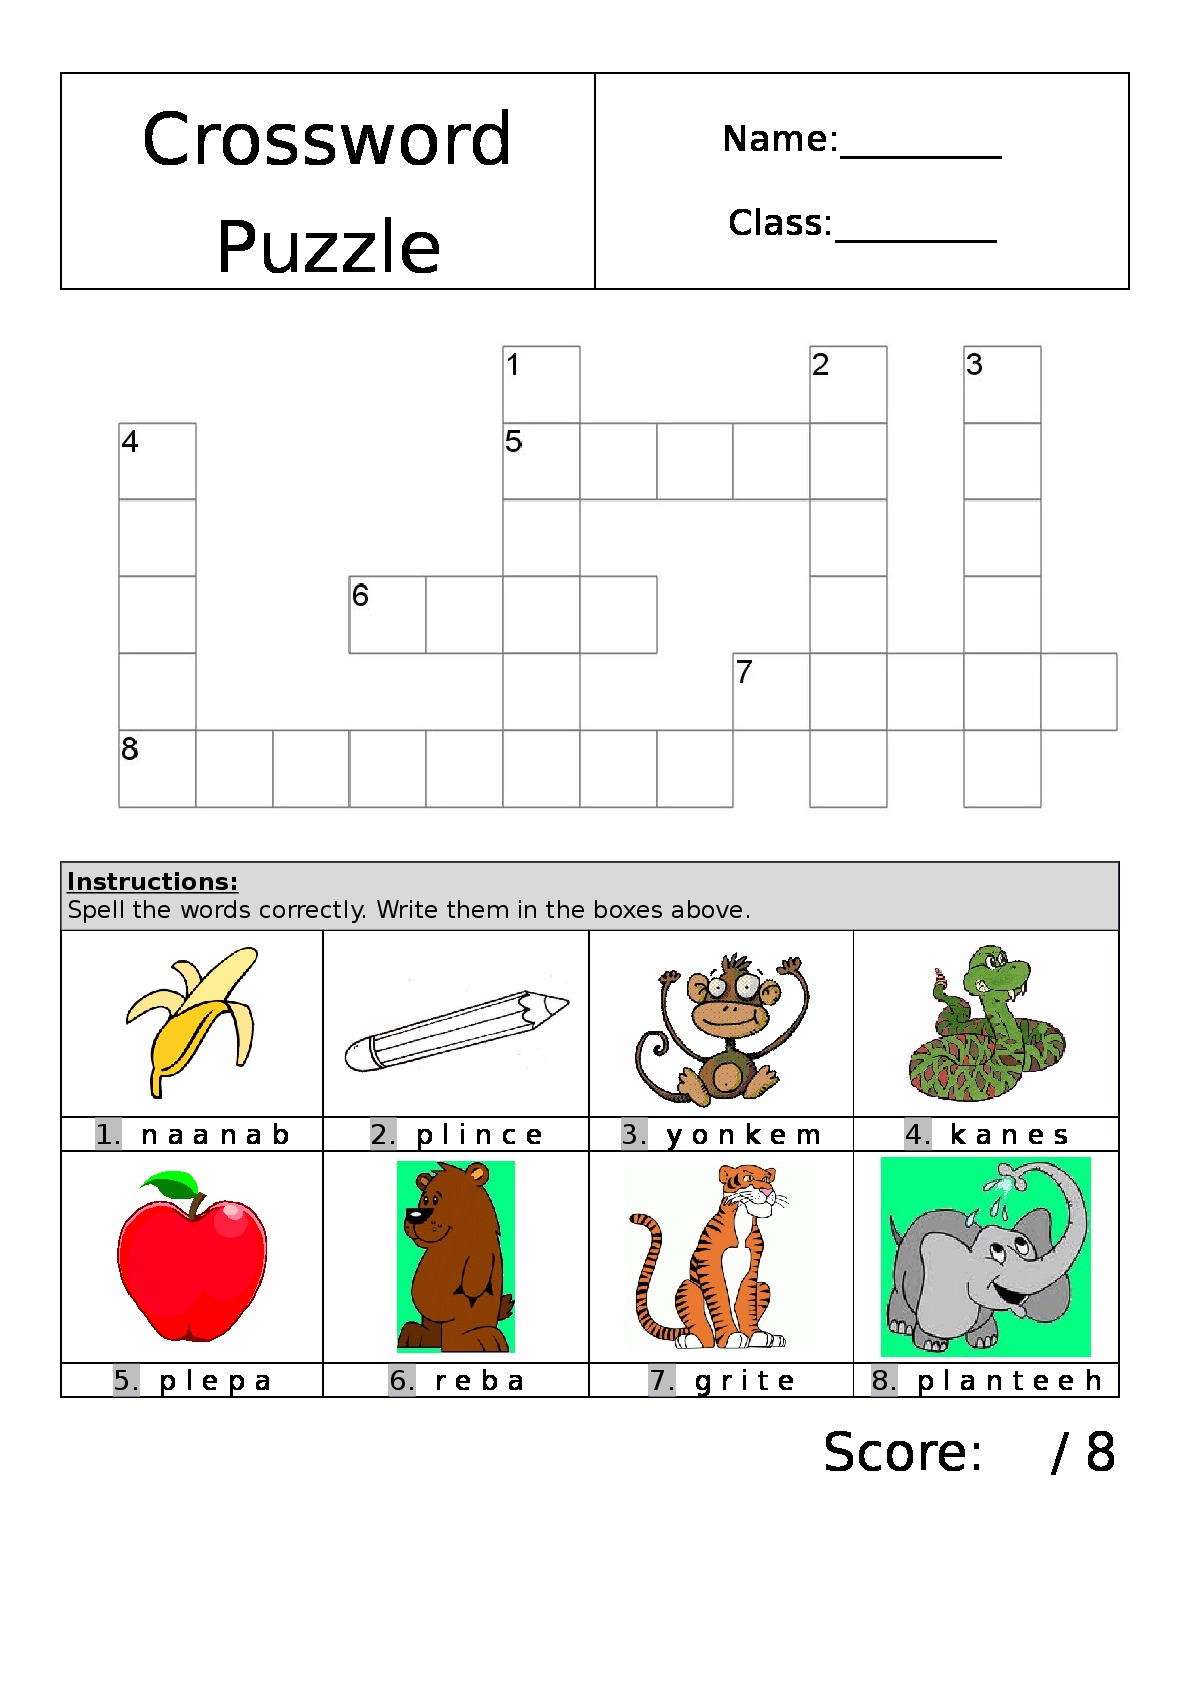 Crossword
Puzzle
Name:________
Class:________
1 2 3
4 5
6
7
8
Instructions:
Spell the words correctly. Write them in the boxes above.
1. n a a n a b 2. p l i n c e 3. y o n k e m 4. k a n e s
5. p l e p a 6. r e b a 7. g r i t e 8. p l a n t e e h
Score: / 8